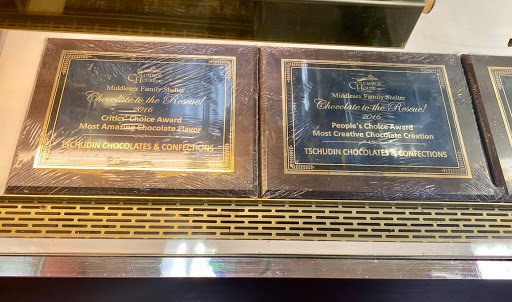 Middlesex Family Shelter
Chocolate to the Rescue!
2016
Critics' Choice Award
Most Amazing Chocolate Flavor
TSCHUDIN CHOCOLATES & CONFECTIONS
Middlesex Family Shelter
Chocolate to the Rescue!
2016
People's Choice Award
Most Creative Chocolate Creation
TSCHUDIN CHOCOLATES & CONFECTIONS